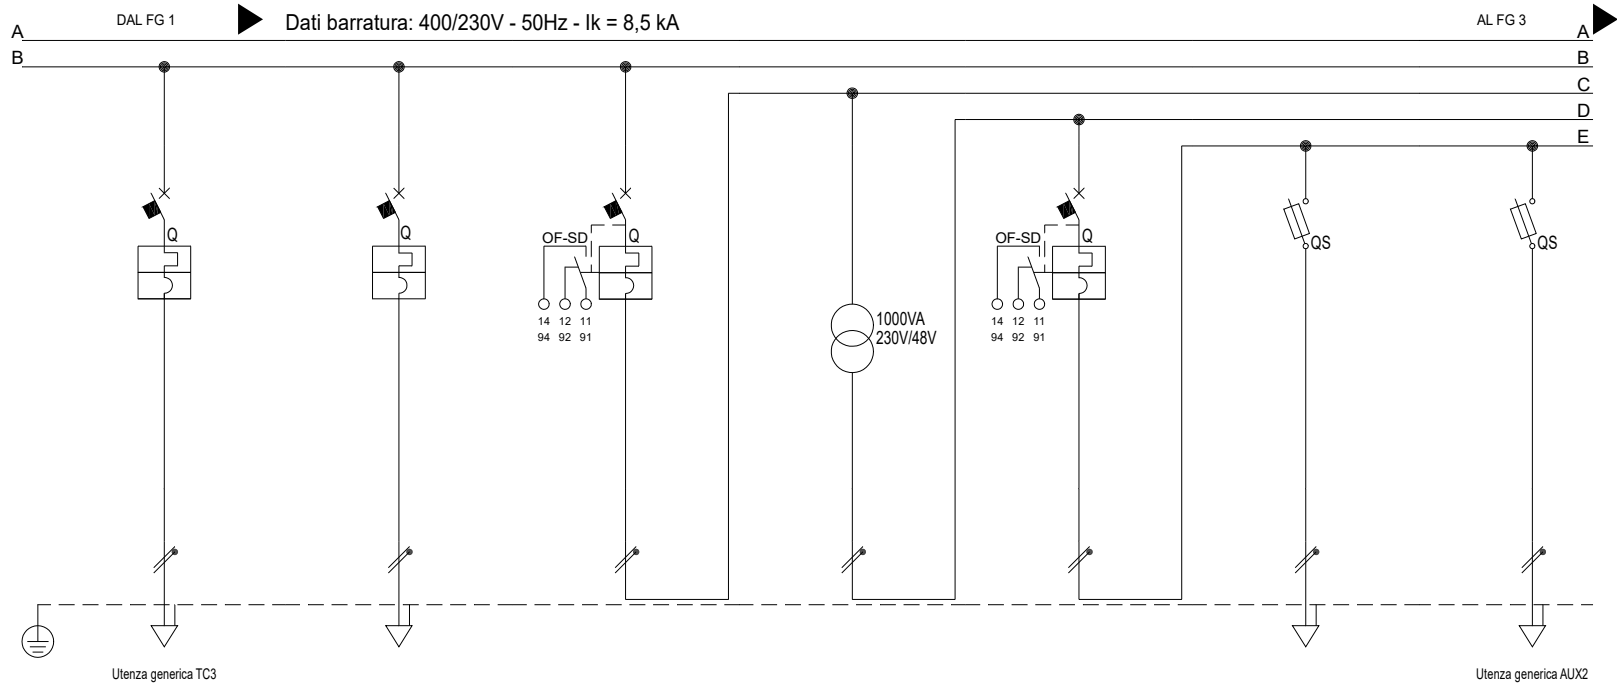 DAL FG 1
Dati barratura: 400/230V - 50Hz - Ik = 8,5 kA
AL FG 3
A
A
B
B
C
D
E
Q
Q
OF-SD
Q
OF-SD
Q
QS
QS
14 12 11
94 92 91
1000VA
230V/48V
14 12 11
94 92 91
Utenza generica TC3
Utenza generica AUX2